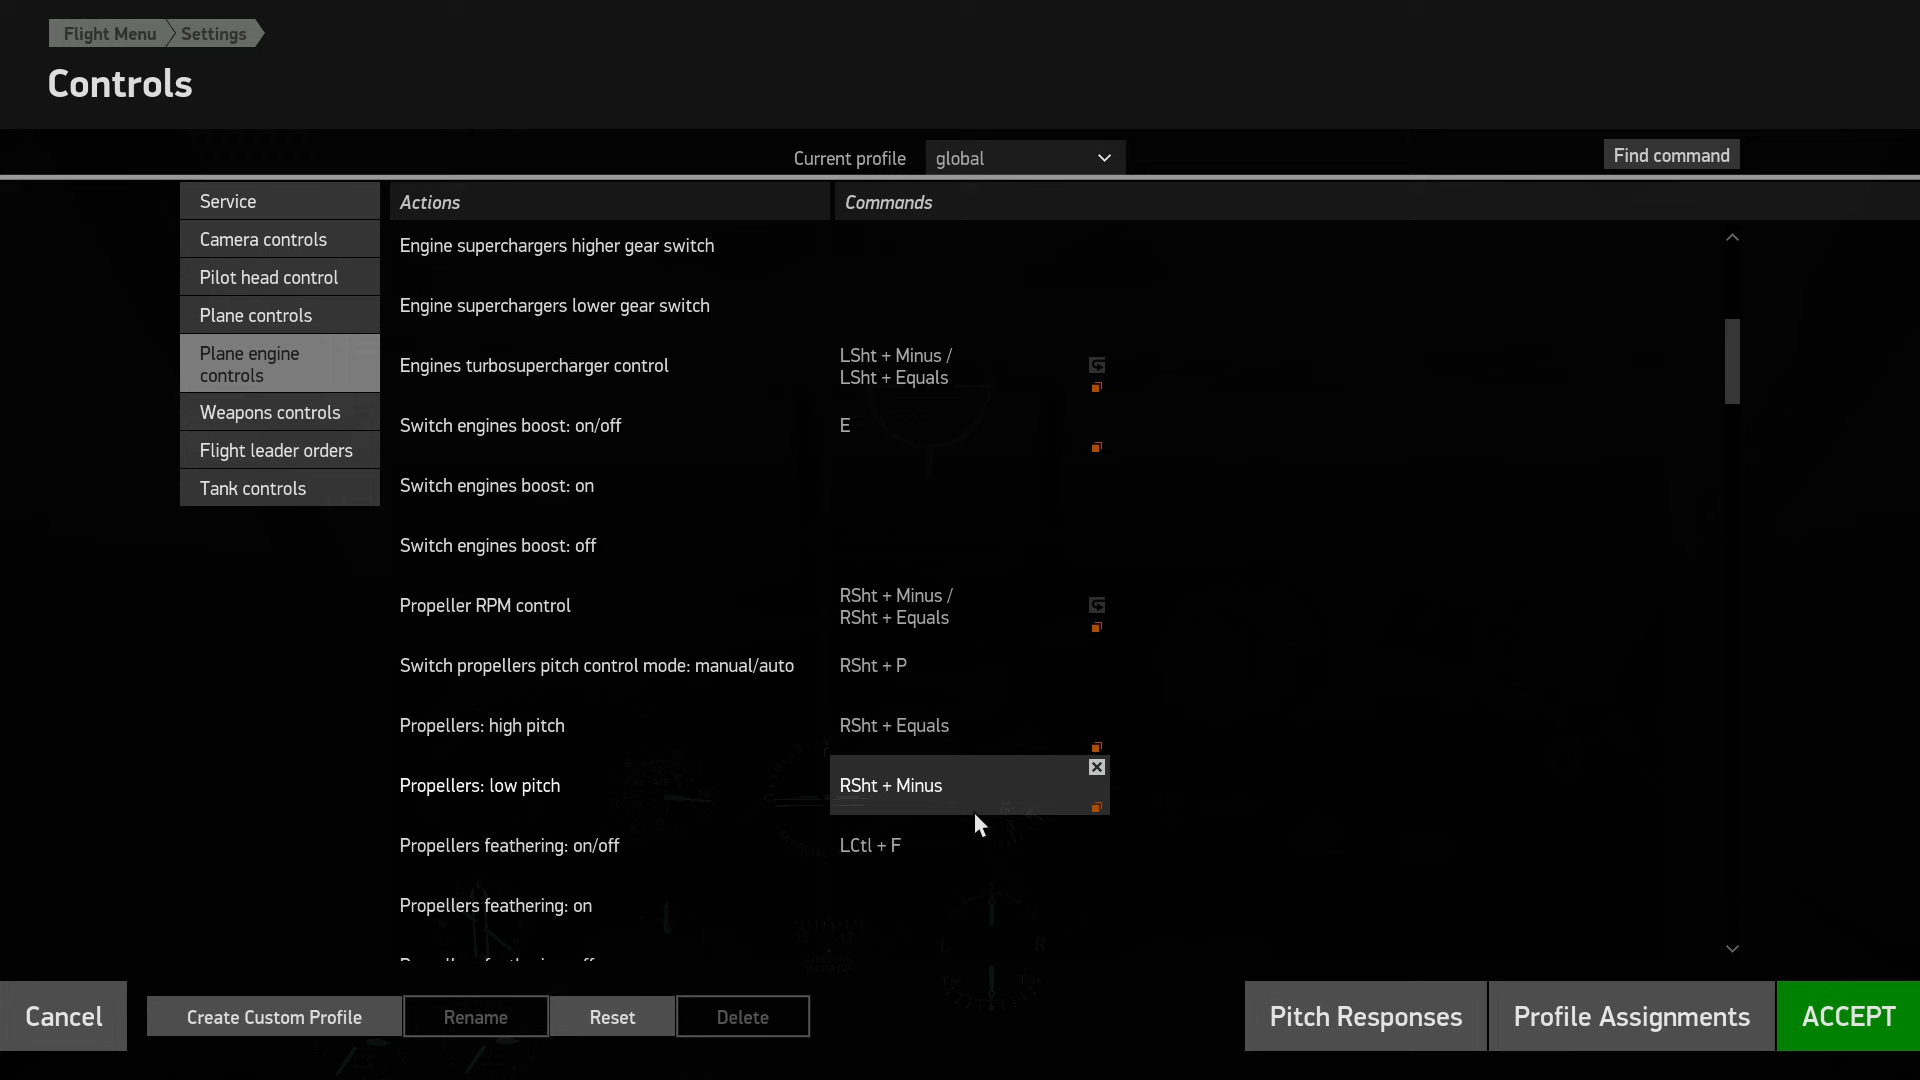 Flight Menu
Settings
Controls
Current profile
global
Find command
Service
Camera controls
Pilot head control
Plane controls
Plane engine
controls
Weapons controls
Flight leader orders
Tank controls
Actions
Commands
Engine superchargers higher gear switch
Engine superchargers lower gear switch
Engines turbosupercharger control
LSht + Minus /
LSht + Equals
Switch engines boost: on/off
E
Switch engines boost: on
Switch engines boost: off
Propeller RPM control
RSht + Minus /
RSht + Equals
Switch propellers pitch control mode: manual/auto
RSht + P
Propellers: high pitch
RSht + Equals
Propellers: low pitch
RSht + Minus
Propellers feathering: on/off
LCtl + F
Propellers feathering: on
Cancel
Create Custom Profile
Rename
Reset
Delete
Pitch Responses
Profile Assignments
ACCEPT